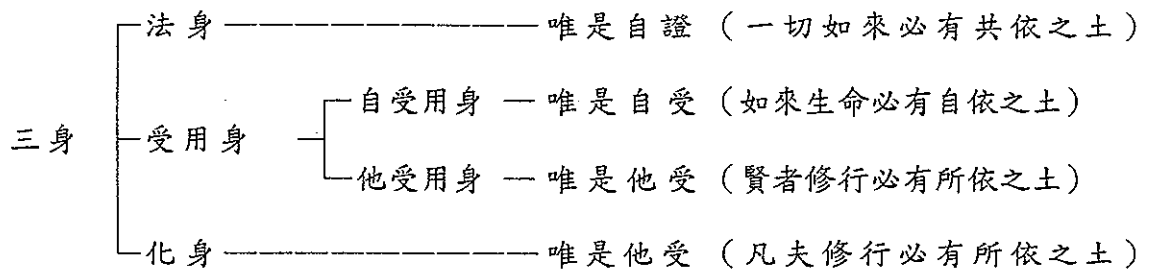 法身 唯是自證（一切如來必有共依之土）
自受用身 唯是自受（如來生命必有自依之土）
三身 受用身
他受用身 唯是他受（賢者修行必有所依之土）
化身 唯是他受（凡夫修行必有所依之土）